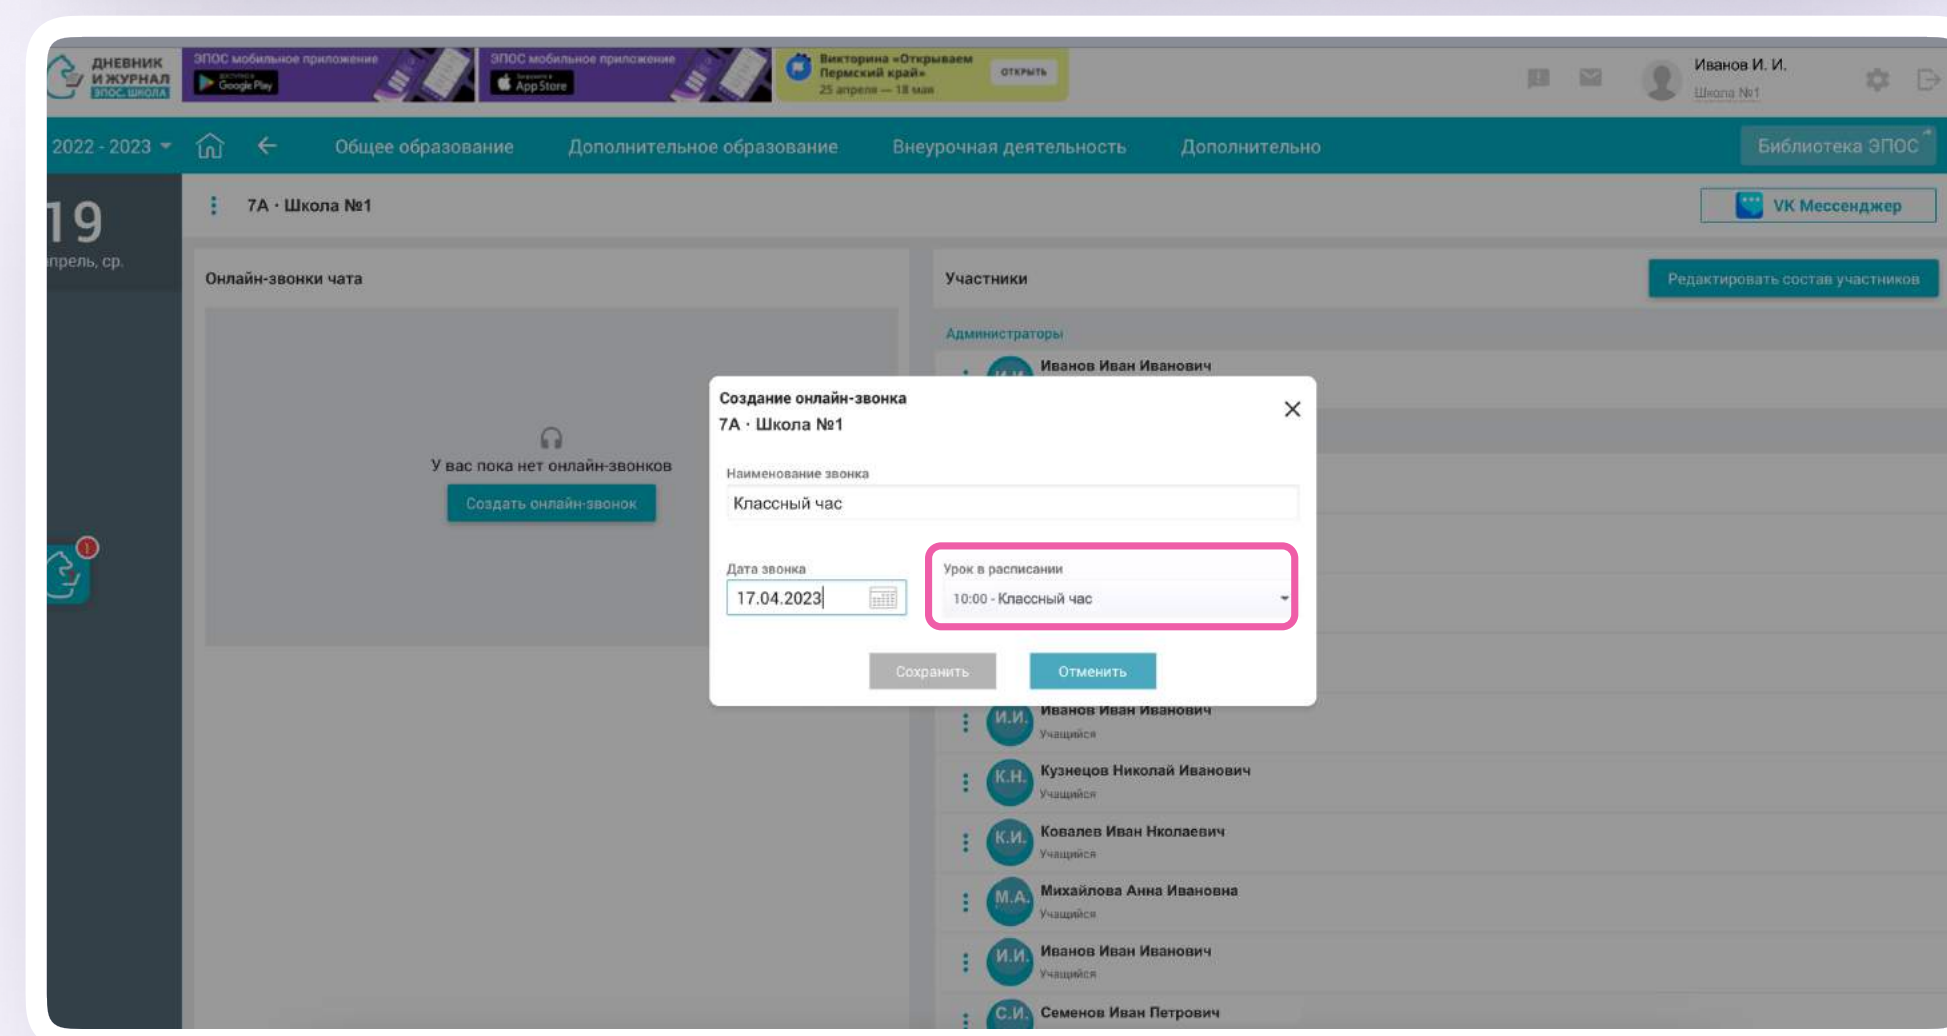 ДНЕВНИК
И ЖУРНАЛ
ЭПОС.ШКОЛА
ЭПОС мобильное приложение
Google Play
ЭПОС мобильное приложение
App Store
Викторина «Открываем
Пермский край»
25 апреля — 18 мая
ОТКРЫТЬ
Иванов И. И.
Школа №1
2022 - 2023
Общее образование
Дополнительное образование
Внеурочная деятельность
Дополнительно
Библиотека ЭПОС
19
апрель, ср.
7А · Школа №1
VK Мессенджер
Онлайн-звонки чата
Участники
Редактировать состав участников
Администраторы
Иванов Иван Иванович
И.И.
У вас пока нет онлайн-звонков
Создать онлайн-звонок
1
Создание онлайн-звонка
7А · Школа №1
Наименование звонка
Классный час
Дата звонка
17.04.2023
Урок в расписании
10:00 - Классный час
Сохранить
Отменить
И.И.
Иванов Иван Иванович
Учащийся
К.Н.
Кузнецов Николай Иванович
Учащийся
К.И.
Ковалев Иван Нколаевич
Учащийся
М.А.
Михайлова Анна Ивановна
Учащийся
И.И.
Иванов Иван Иванович
Учащийся
С.И.
Семенов Иван Петрович